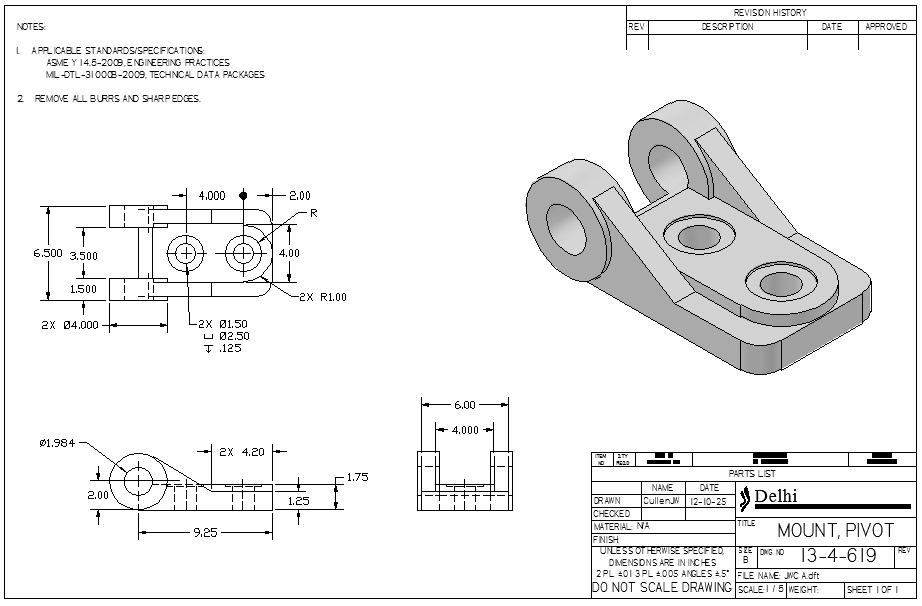 NOTES:
1. APPLICABLE STANDARDS/SPECIFICATIONS:
ASME Y14.5-2009, ENGINEERING PRACTICES
MIL-DTL-31000B-2009, TECHNICAL DATA PACKAGES
2. REMOVE ALL BURRS AND SHARP EDGES.
REVISION HISTORY
REV DESCRIPTION DATE APPROVED
4.000 2.00
R
6.500 3.500 4.00
1.500
2X R1.00
2X Ø4.000
2X Ø1.50
⌴ Ø2.50
↧ .125
Ø1.984
2X 4.20
2.00
1.75
1.25
9.25
6.00
4.000
ITEM NO QTY REQD
PARTS LIST
NAME DATE
DRAWN CullenJW 12-10-25
CHECKED
MATERIAL: N/A
FINISH
UNLESS OTHERWISE SPECIFIED,
DIMENSIONS ARE IN INCHES
2 PL ±.01 3 PL ±.005 ANGLES ±.5°
DO NOT SCALE DRAWING
Delhi
TITLE
MOUNT, PIVOT
SIZE B DWG NO 13-4-619 REV
FILE NAME: JWC A.dft
SCALE: 1 / 5 WEIGHT: SHEET 1 OF 1